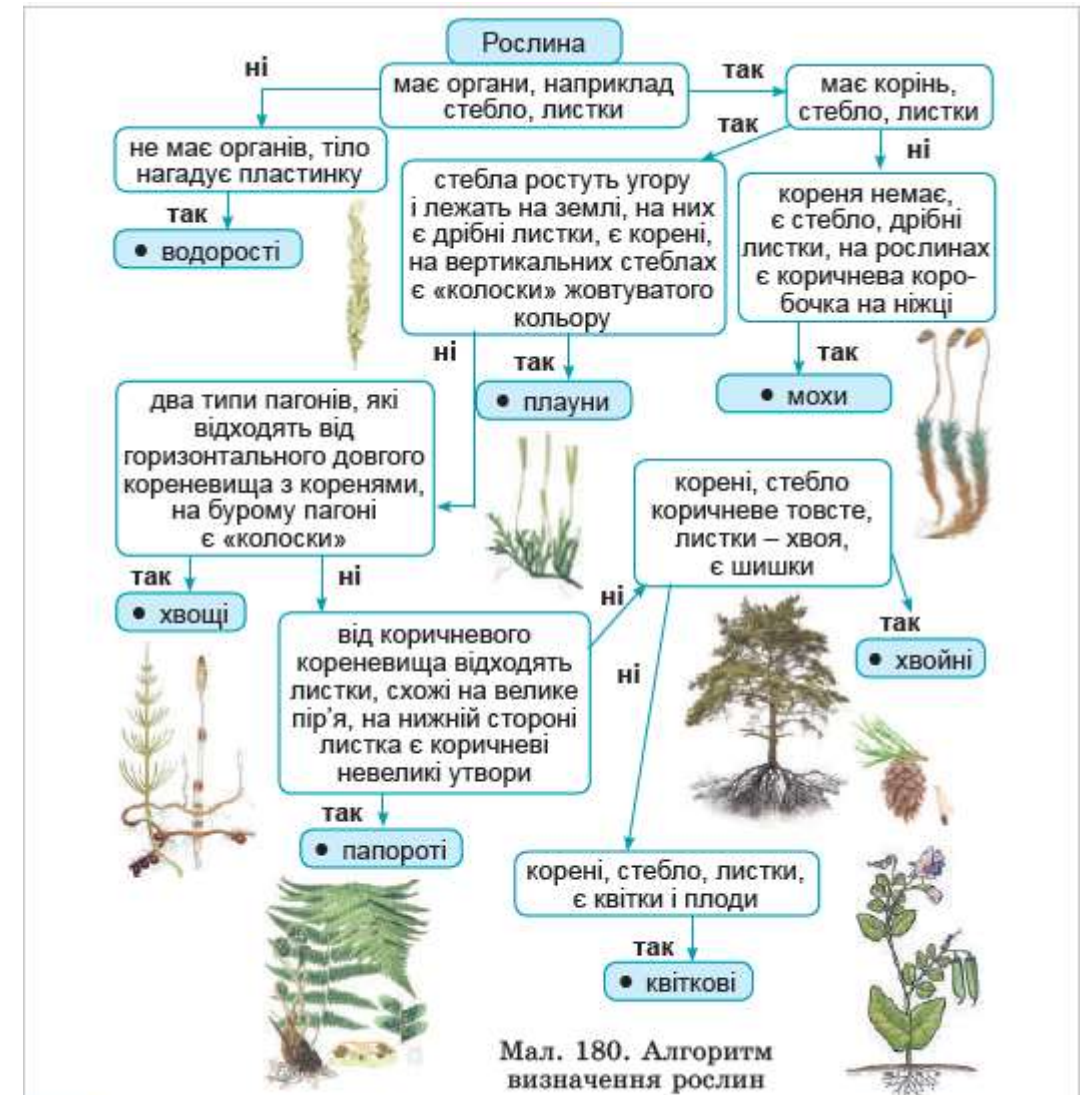 Рослина
ні
має органи, наприклад
стебло, листки
так
має корінь,
стебло, листки
так
ні
не має органів, тіло
нагадує пластинку
так
• водорості
стебла ростуть угору
і лежать на землі, на них
є дрібні листки, є корені,
на вертикальних стеблах
є «колоски» жовтуватого
кольору
кореня немає,
є стебло, дрібні
листки, на рослинах
є коричнева коро-
бочка на ніжці
ні
так
• плауни
так
• мохи
два типи пагонів, які
відходять від
горизонтального довгого
кореневища з коренями,
на бурому пагоні
є «колоски»
так
• хвощі
ні
корені, стебло
коричневе товсте,
листки – хвоя,
є шишки
ні
так
• хвойні
від коричневого
кореневища відходять
листки, схожі на велике
пір’я, на нижній стороні
листка є коричневі
невеликі утвори
ні
так
• папороті
корені, стебло, листки,
є квітки і плоди
так
• квіткові
Мал. 180. Алгоритм
визначення рослин